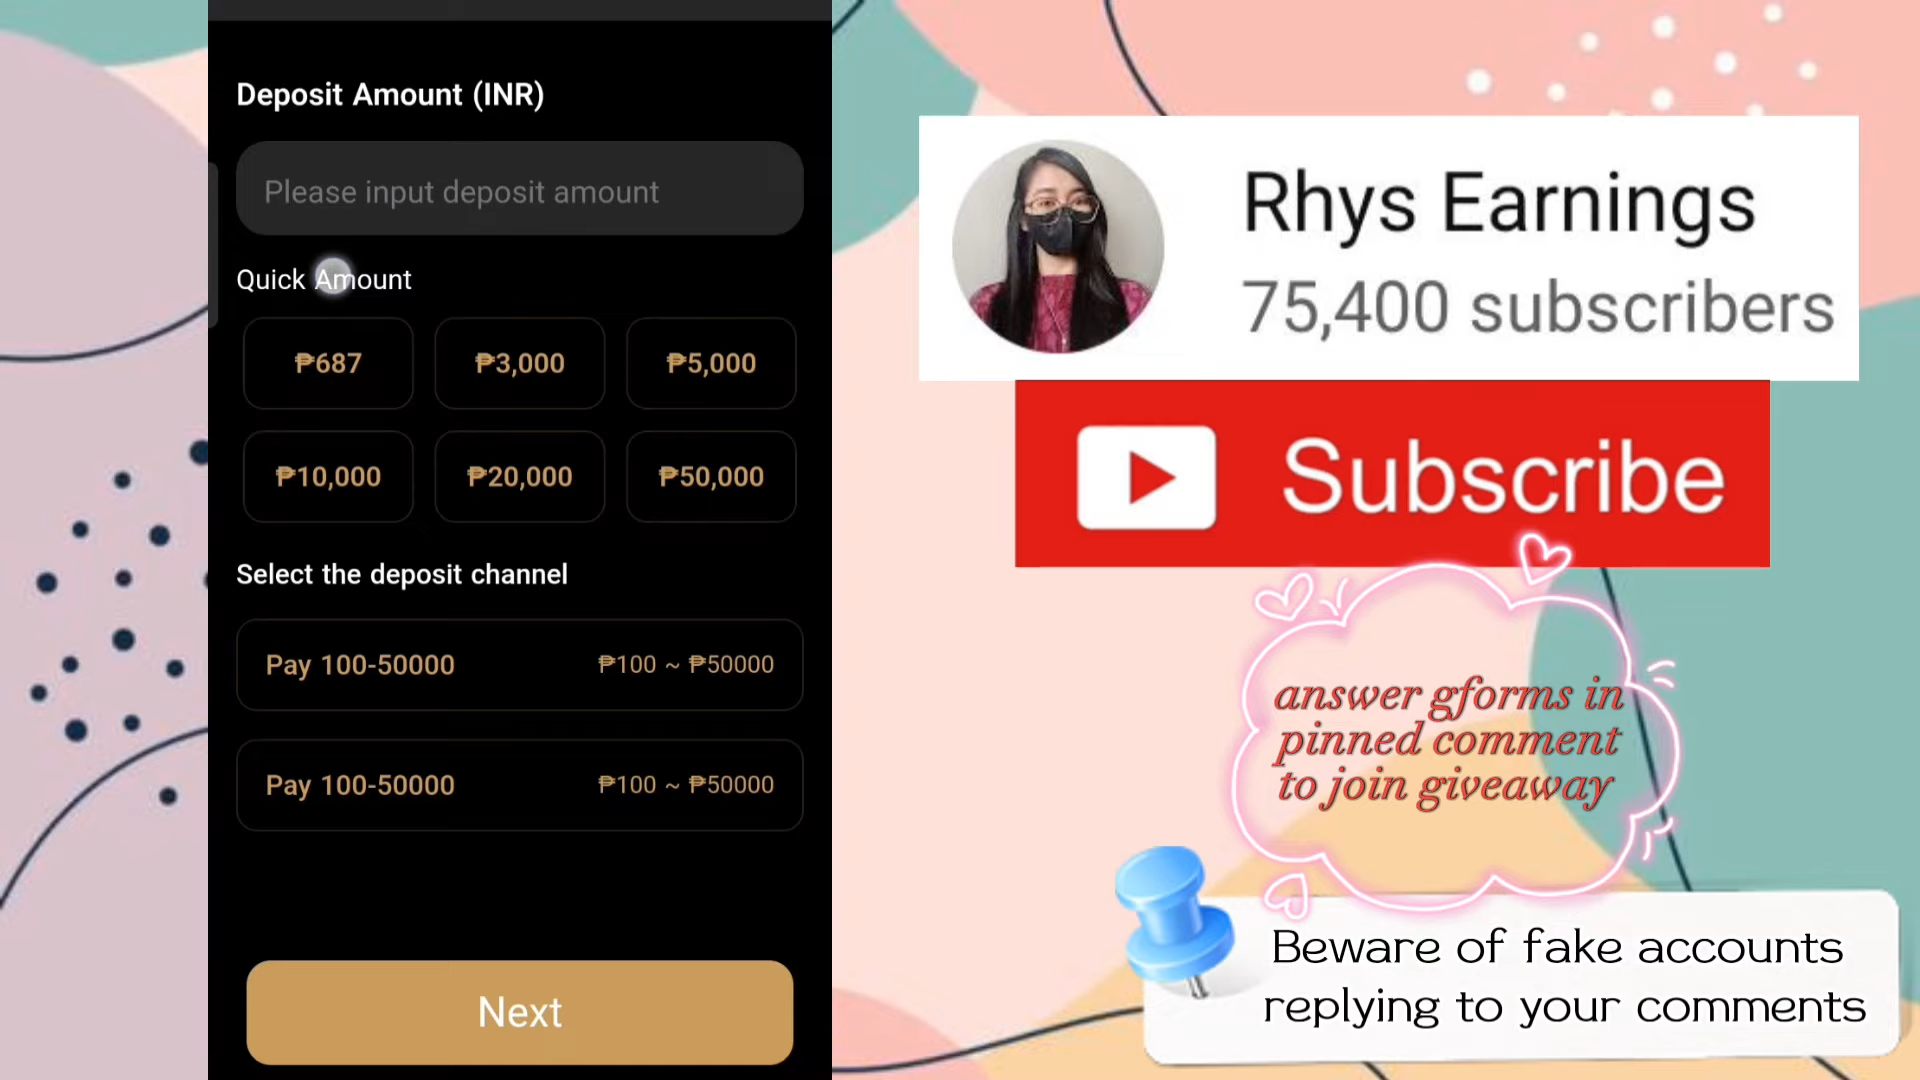 Deposit Amount (INR)
Please input deposit amount
Quick Amount
₱687
₱3,000
₱5,000
₱10,000
₱20,000
₱50,000
Select the deposit channel
Pay 100-50000
₱100 ~ ₱50000
Pay 100-50000
₱100 ~ ₱50000
Next
Rhys Earnings
75,400 subscribers
Subscribe
answer gforms in
pinned comment
to join giveaway
Beware of fake accounts
replying to your comments